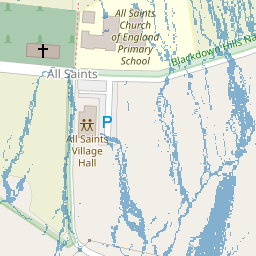 All Saints
Church
of England
Primary
School
Blackdown Hills Na
All Saints
P
All Saints
Village
Hall